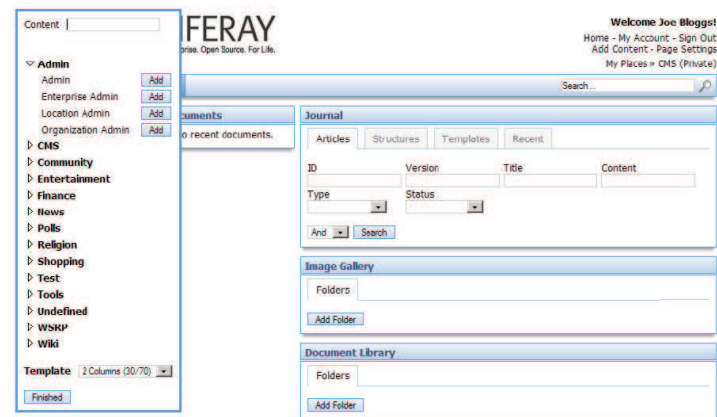 Content
Admin
Admin Add
Enterprise Admin Add
Location Admin Add
Organization Admin Add
CMS
Community
Entertainment
Finance
News
Polls
Religion
Shopping
Test
Tools
Undefined
WSRP
Wiki
Template 2 Columns (30/70)
Finished
FERAY
prise. Open Source. For Life.
Welcome Joe Bloggs!
Home - My Account - Sign Out
Add Content - Page Settings
My Places » CMS (Private)
Search...
cuments
o recent documents.
Journal
Articles Structures Templates Recent
ID Version Title Content
Type Status
And Search
Image Gallery
Folders
Add Folder
Document Library
Folders
Add Folder